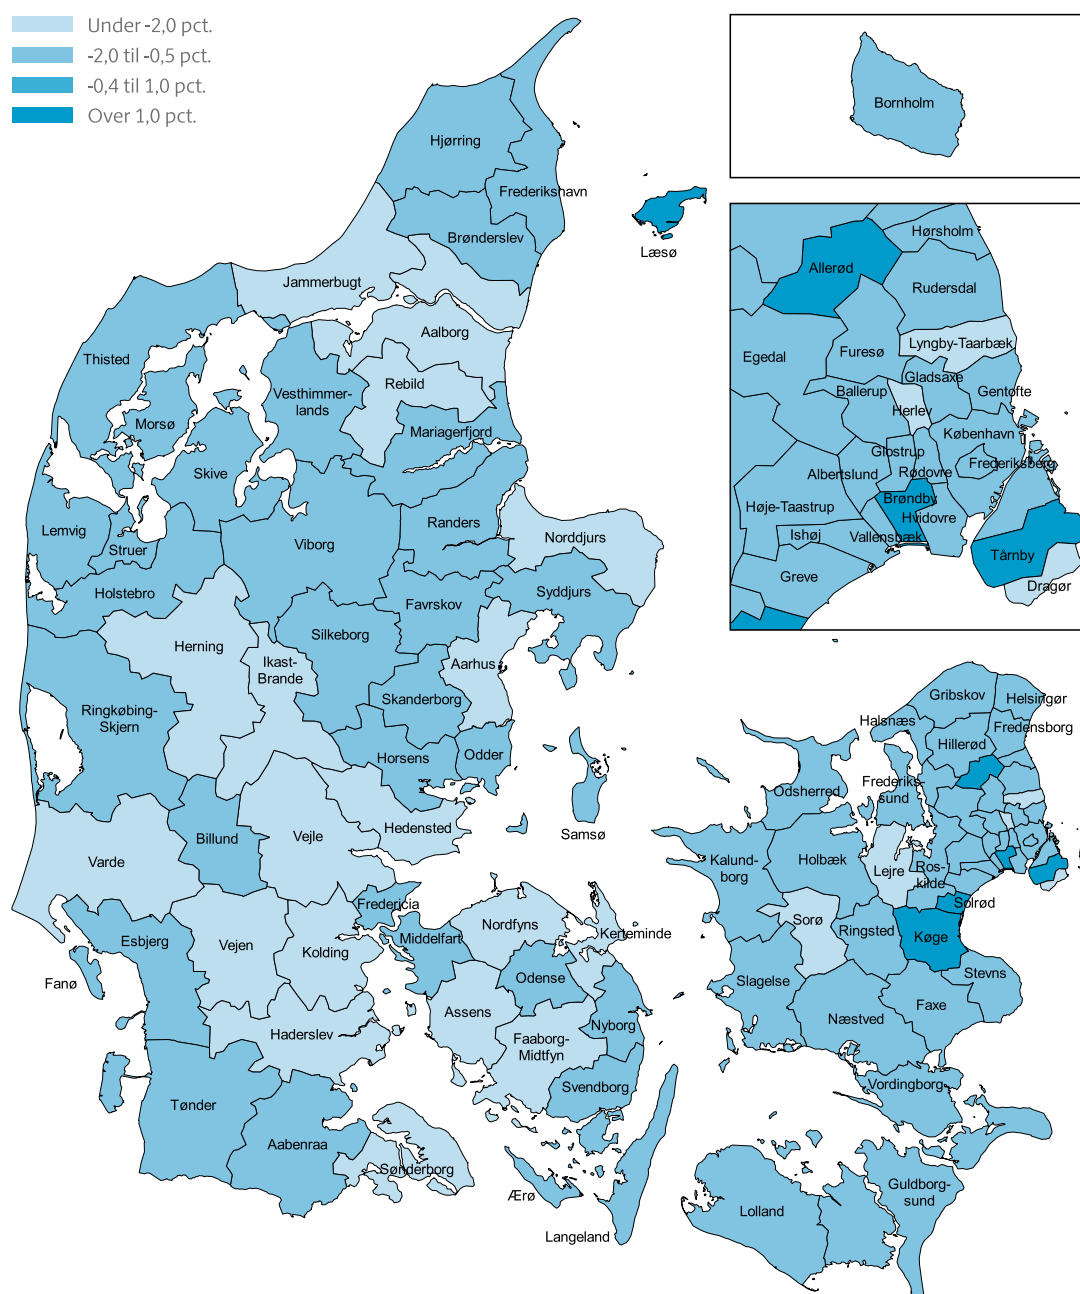 Under -2,0 pct.
-2,0 til -0,5 pct.
-0,4 til 1,0 pct.
Over 1,0 pct.
Bornholm
Hjørring
Frederikshavn
Brønderslev
Læsø
Jammerbugt
Aalborg
Thisted
Rebild
Vesthimmer-
lands
Morsø
Mariagerfjord
Skive
Lemvig
Struer
Viborg
Randers
Norddjurs
Holstebro
Favrskov
Syddjurs
Silkeborg
Herning
Ikast-
Brande
Aarhus
Skanderborg
Ringkøbing-
Skjern
Horsens
Odder
Samsø
Billund
Vejle
Hedensted
Varde
Fredericia
Esbjerg
Vejen
Kolding
Middelfart
Nordfyns
Kerteminde
Fanø
Odense
Haderslev
Assens
Nyborg
Faaborg-
Midtfyn
Svendborg
Tønder
Aabenraa
Sønderborg
Ærø
Langeland
Hørsholm
Allerød
Rudersdal
Lyngby-Taarbæk
Egedal
Furesø
Gladsaxe
Ballerup
Gentofte
Herlev
København
Glostrup
Frederiksberg
Albertslund
Rødovre
Brøndby
Høje-Taastrup
Hvidovre
Ishøj
Vallensbæk
Tårnby
Greve
Dragør
Gribskov
Helsingør
Halsnæs
Fredensborg
Hillerød
Frederiks-
sund
Odsherred
Kalund-
borg
Holbæk
Lejre
Ros-
kilde
Solrød
Sorø
Ringsted
Køge
Slagelse
Stevns
Faxe
Næstved
Vordingborg
Guldborg-
sund
Lolland